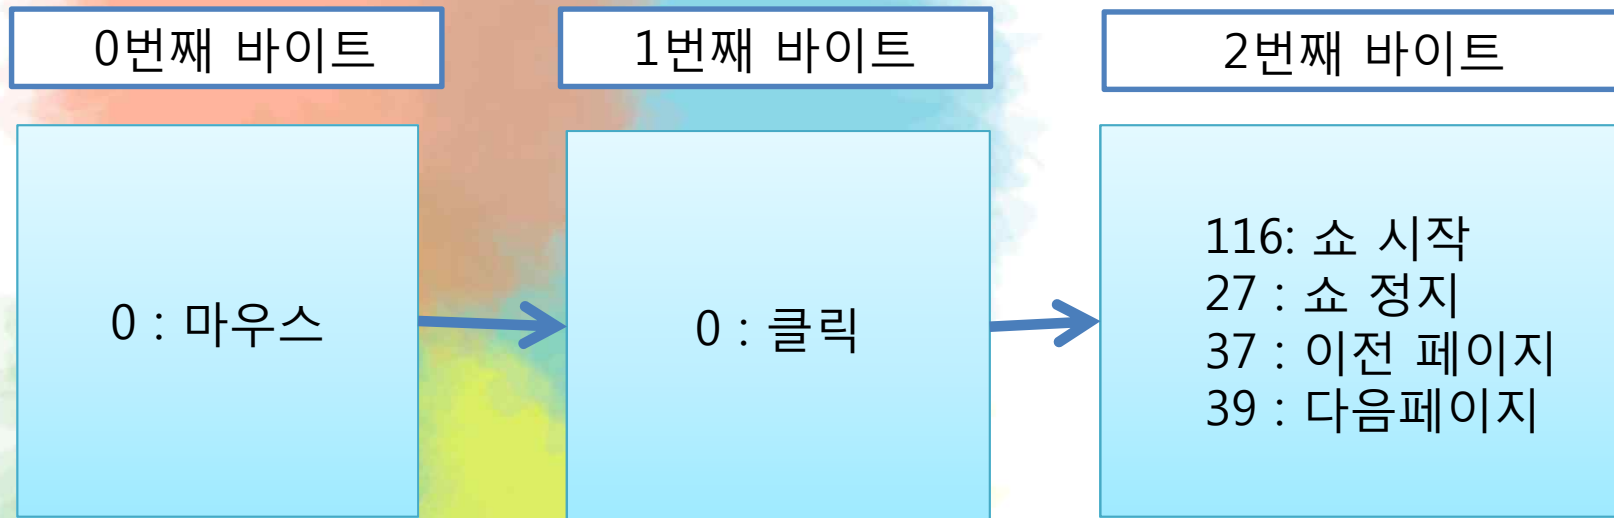 0번째 바이트
1번째 바이트
2번째 바이트
0 : 마우스
0 : 클릭
116: 쇼 시작
27 : 쇼 정지
37 : 이전 페이지
39 : 다음페이지